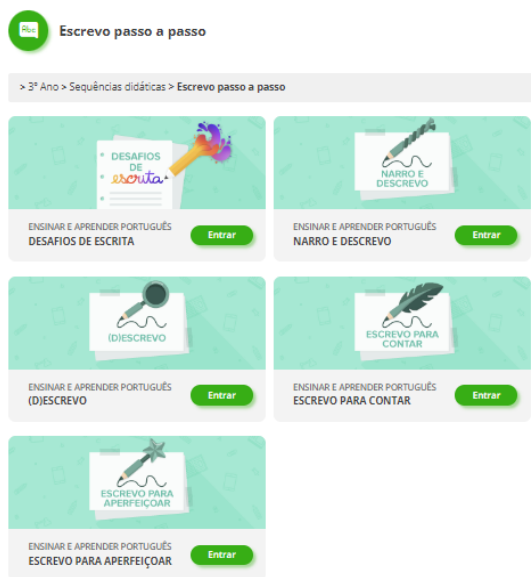 Abc
Escrevo passo a passo
> 3º Ano > Sequências didáticas > Escrevo passo a passo
DESAFIOS
DE
escrita
ENSINAR E APRENDER PORTUGUÊS
DESAFIOS DE ESCRITA
Entrar
NARRO E
DESCREVO
ENSINAR E APRENDER PORTUGUÊS
NARRO E DESCREVO
Entrar
(D)ESCREVO
ENSINAR E APRENDER PORTUGUÊS
(D)ESCREVO
Entrar
ESCREVO PARA
CONTAR
ENSINAR E APRENDER PORTUGUÊS
ESCREVO PARA CONTAR
Entrar
ESCREVO PARA
APERFEIÇOAR
ENSINAR E APRENDER PORTUGUÊS
ESCREVO PARA APERFEIÇOAR
Entrar